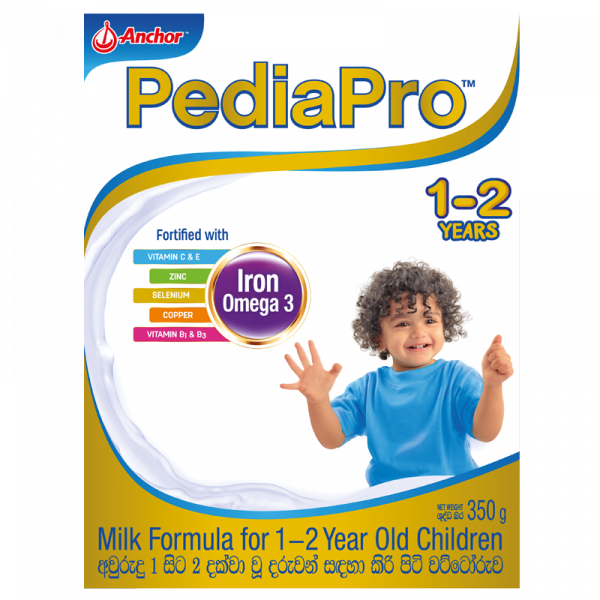 Anchor
PediaPro™
1-2
YEARS
Fortified with
VITAMIN C & E
ZINC
SELENIUM
COPPER
VITAMIN B1 & B3
Iron
Omega 3
NET WEIGHT
ශුද්ධ බර 350 g
Milk Formula for 1–2 Year Old Children
අවුරුදු 1 සිට 2 දක්වා වූ දරුවන් සඳහා කිරි පිටි වට්ටෝරුව